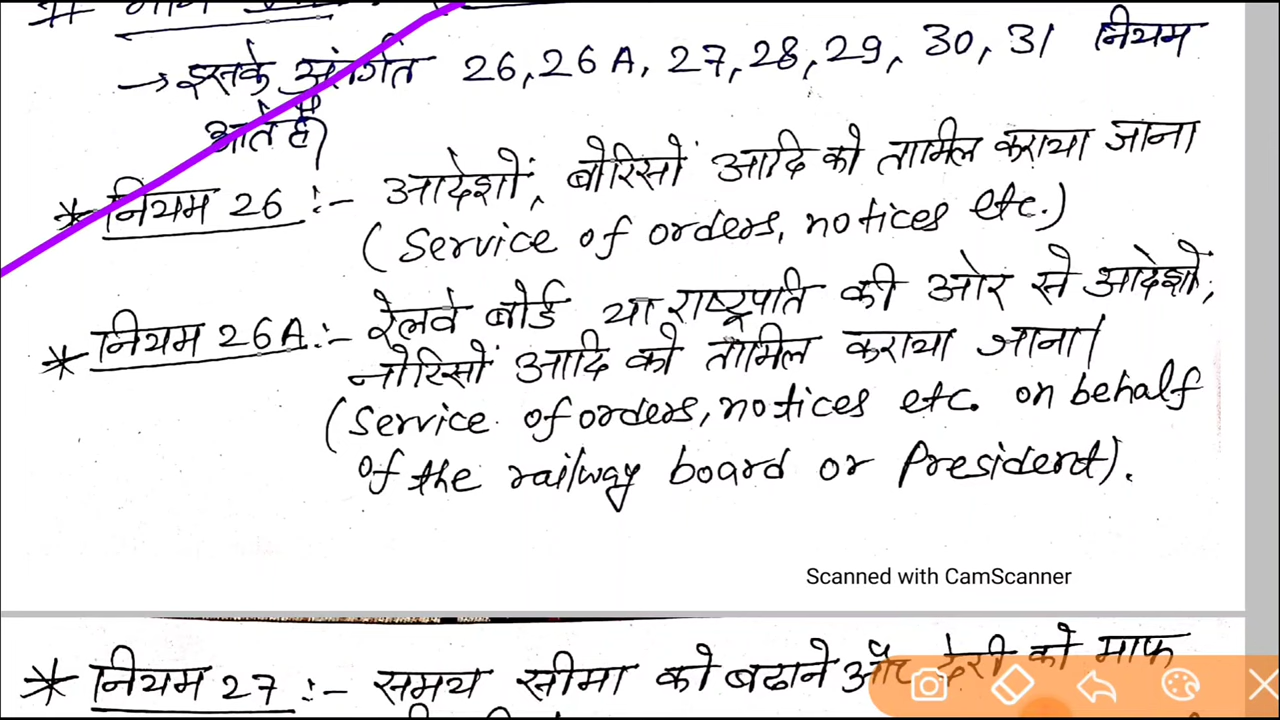 → इसके अंतर्गत 26, 26 A, 27, 28, 29, 30, 31 नियम
आते हैं।
* नियम 26 :- आदेशों, नोटिसों आदि को तामिल कराया जाना
(Service of orders, notices etc.)
* नियम 26A :- रेलवे बोर्ड या राष्ट्रपति की ओर से आदेशों,
नोटिसों आदि को तामिल कराया जाना।
(Service of orders, notices etc. on behalf
of the railway board or President).
Scanned with CamScanner
* नियम 27 :- समय सीमा को बढाने और देरी को माफ